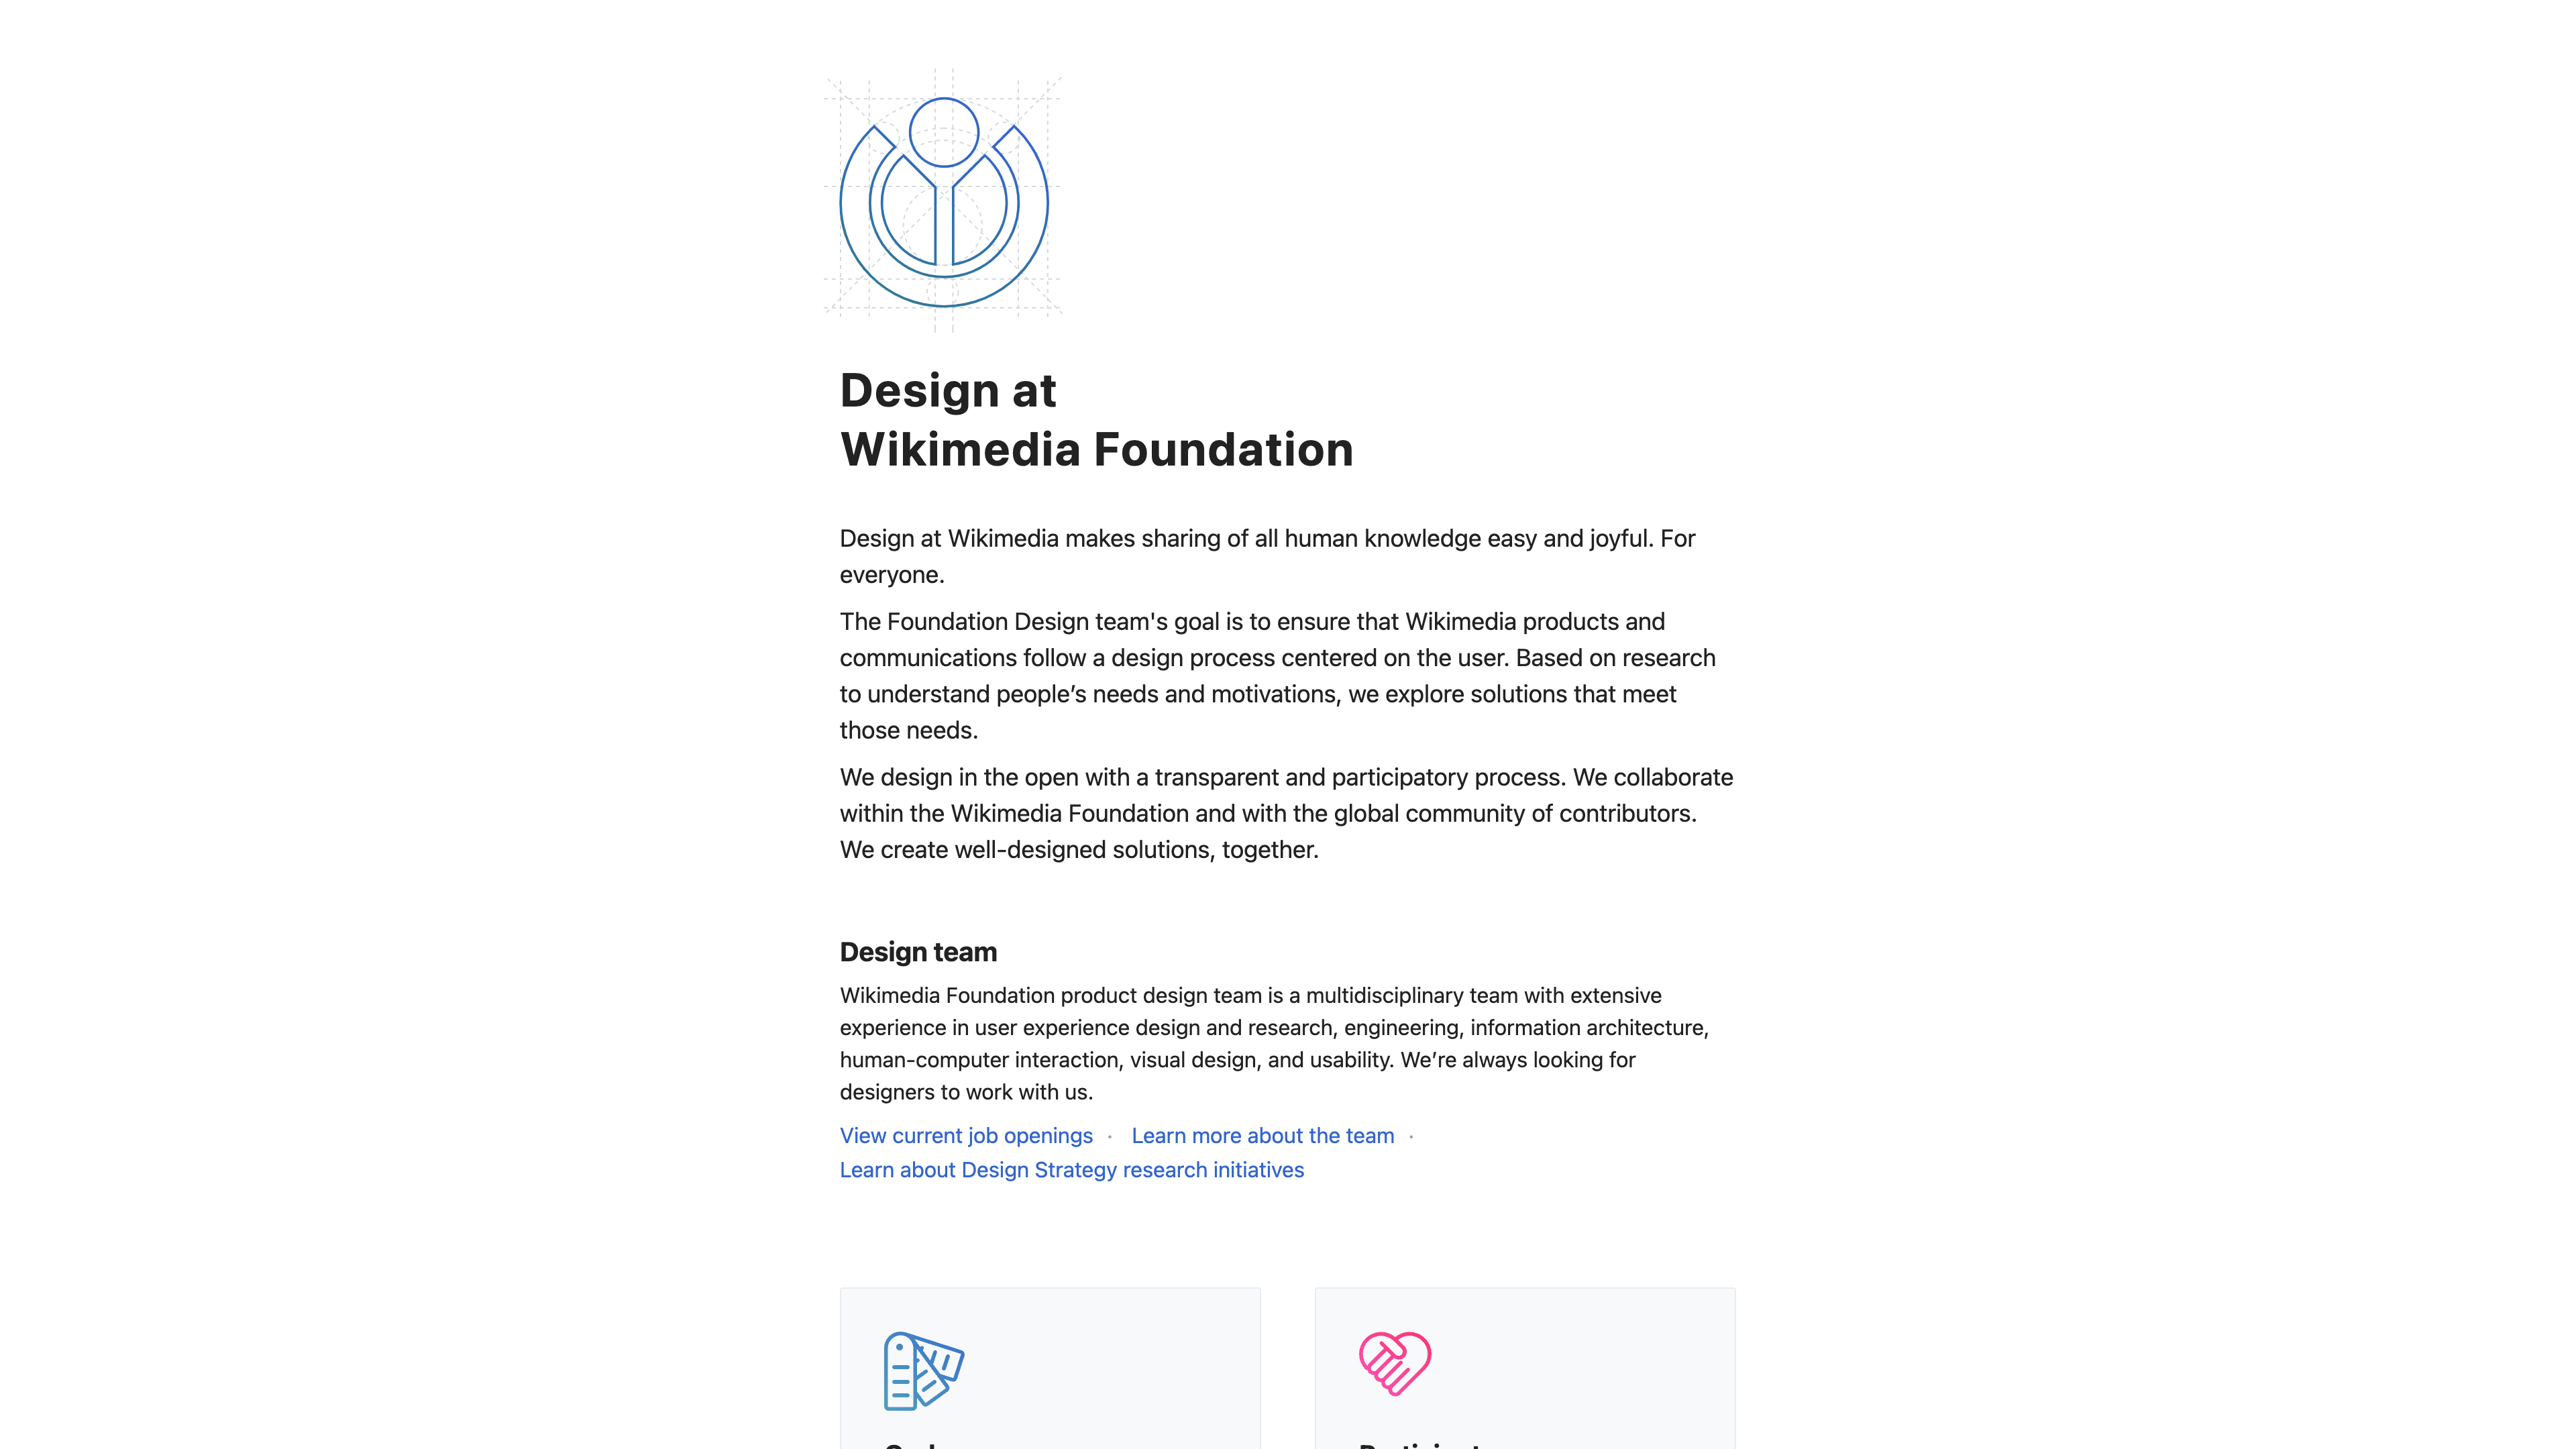 Design at
Wikimedia Foundation
Design at Wikimedia makes sharing of all human knowledge easy and joyful. For
everyone.
The Foundation Design team's goal is to ensure that Wikimedia products and
communications follow a design process centered on the user. Based on research
to understand people’s needs and motivations, we explore solutions that meet
those needs.
We design in the open with a transparent and participatory process. We collaborate
within the Wikimedia Foundation and with the global community of contributors.
We create well-designed solutions, together.
Design team
Wikimedia Foundation product design team is a multidisciplinary team with extensive
experience in user experience design and research, engineering, information architecture,
human-computer interaction, visual design, and usability. We’re always looking for
designers to work with us.
View current job openings · Learn more about the team ·
Learn about Design Strategy research initiatives